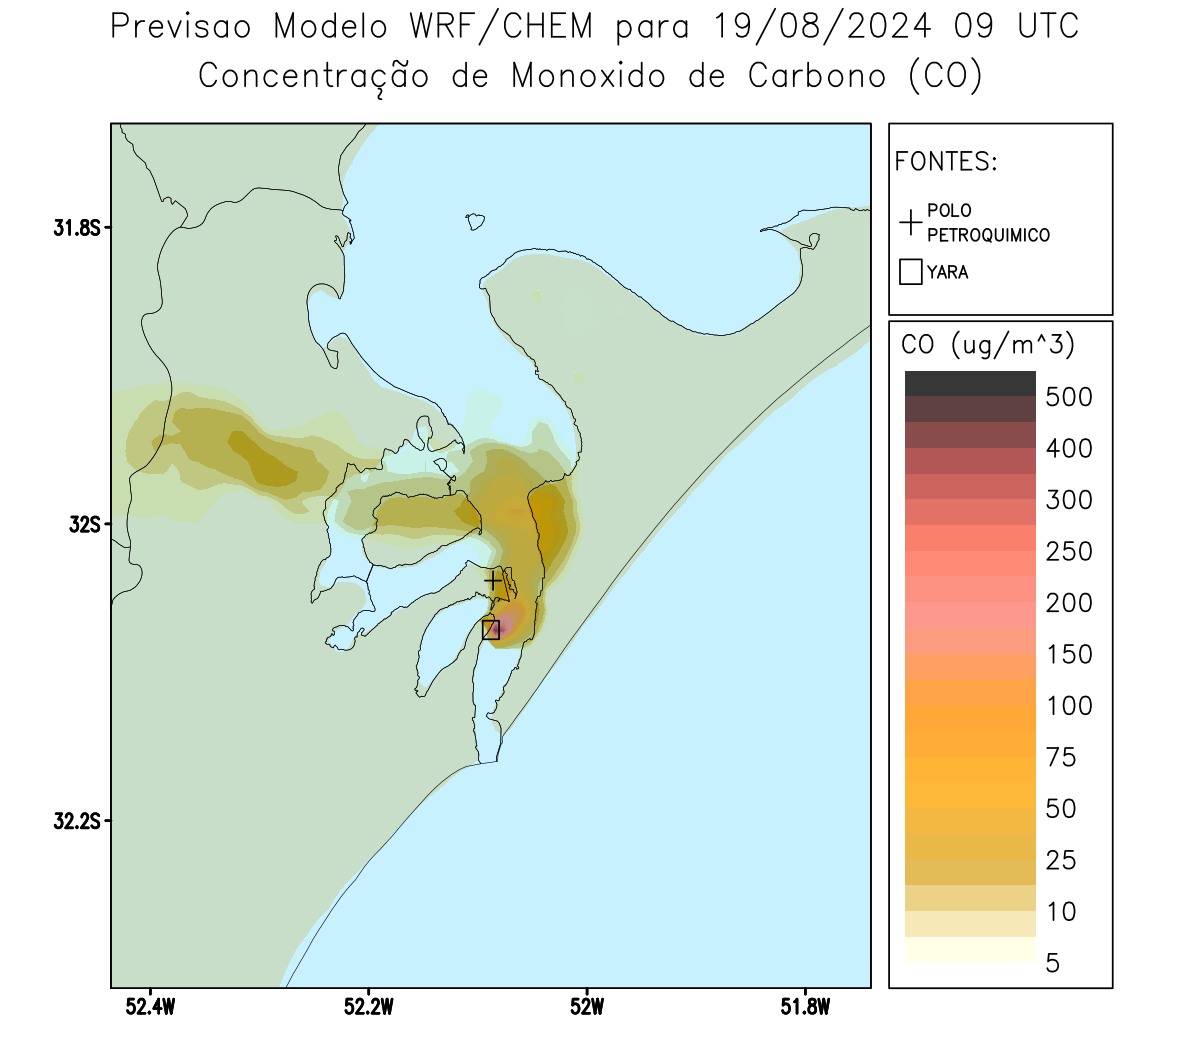 Previsao Modelo WRF/CHEM para 19/08/2024 09 UTC
Concentração de Monoxido de Carbono (CO)
FONTES:
POLO
PETROQUIMICO
YARA
CO (ug/m^3)
500
400
300
250
200
150
100
75
50
25
10
5
31.8S
32S
32.2S
52.4W
52.2W
52W
51.8W